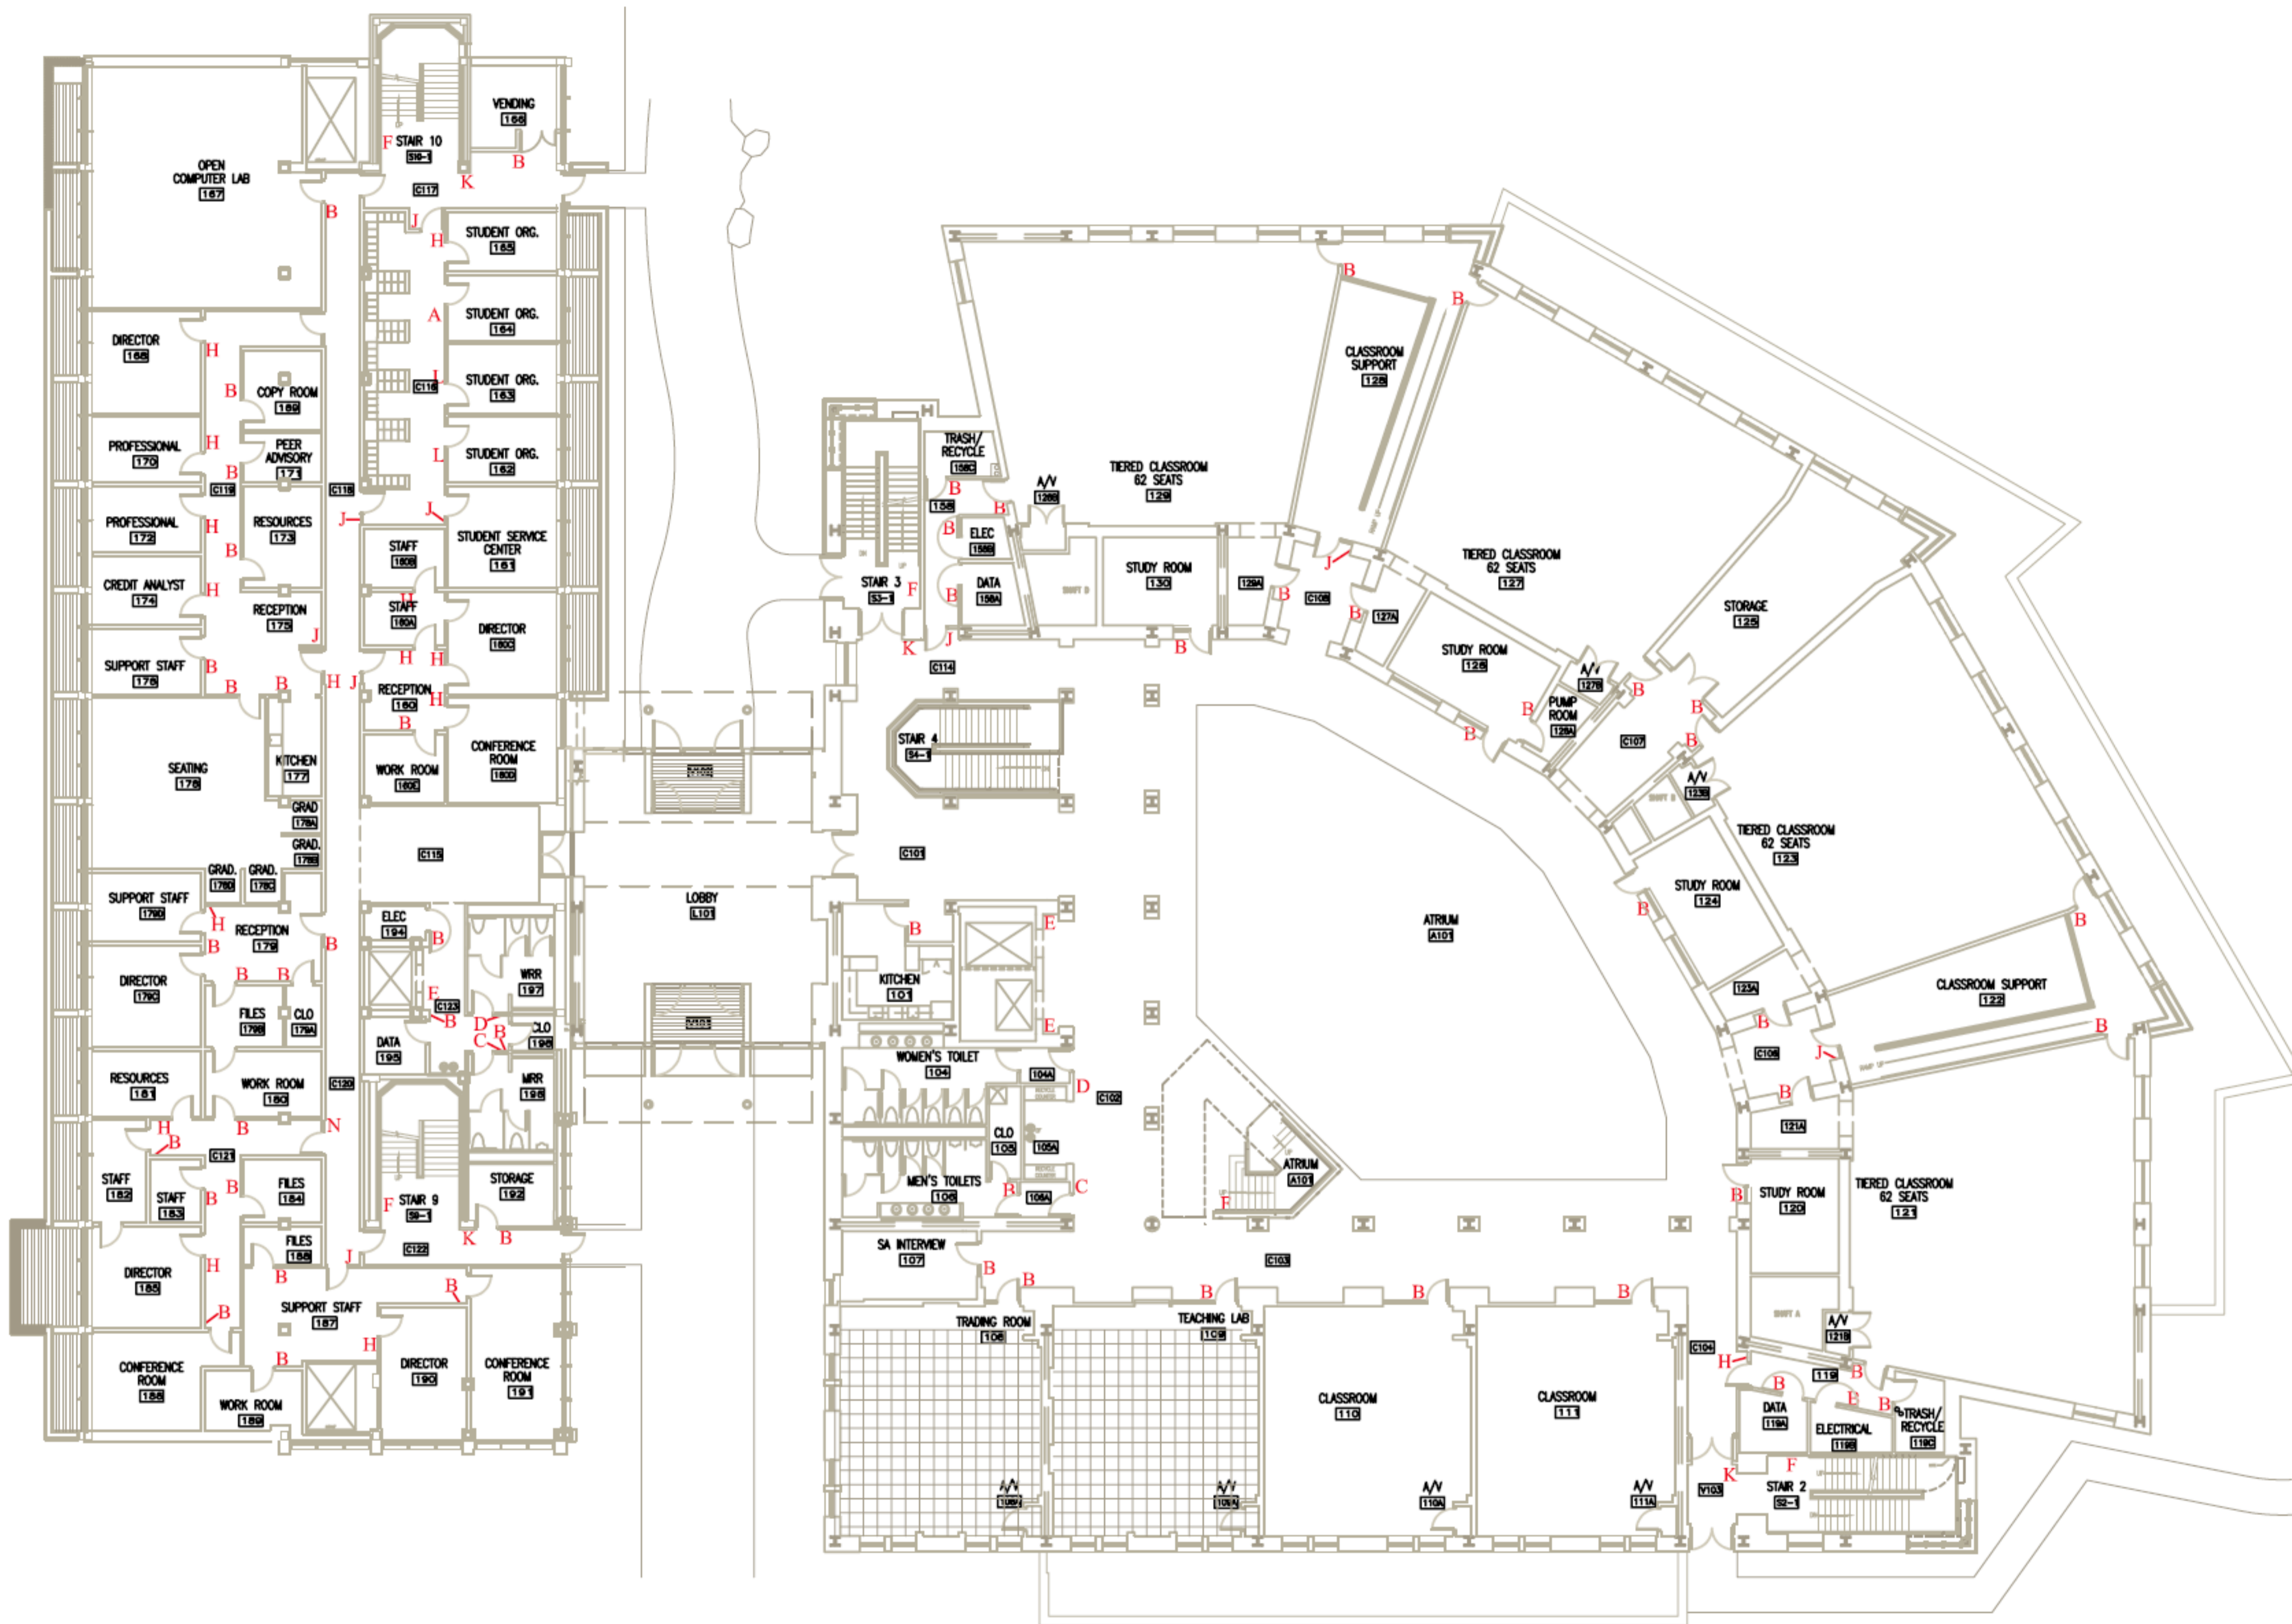 VENDING
166
F
STAIR 10
S10-1
B
K
C117
OPEN
COMPUTER LAB
167
B
J
H
STUDENT ORG.
165
A
STUDENT ORG.
164
DIRECTOR
168
H
B
COPY ROOM
169
L
C116
STUDENT ORG.
163
PROFESSIONAL
170
H
B
PEER
ADVISORY
171
L
STUDENT ORG.
162
C119
C118
PROFESSIONAL
172
H
B
RESOURCES
173
J
J
STAFF
160B
STUDENT SERVICE
CENTER
161
CREDIT ANALYST
174
H
RECEPTION
175
J
H
STAFF
160A
DIRECTOR
160C
H
H
SUPPORT STAFF
176
B
B
B
H
J
RECEPTION
160
H
B
SEATING
178
KITCHEN
177
WORK ROOM
160E
CONFERENCE
ROOM
160D
GRAD
178A
GRAD.
178B
C115
GRAD.
178D
GRAD.
178C
SUPPORT STAFF
179D
H
B
RECEPTION
179
B
ELEC
194
B
DIRECTOR
179C
B
B
FILES
179B
CLO
179A
WRR
197
E
C123
B
D
B
C
CLO
196
DATA
195
RESOURCES
181
WORK ROOM
180
C120
MRR
198
H
B
B
N
C121
STAFF
182
STAFF
183
B
B
FILES
184
F
STAIR 9
S9-1
STORAGE
192
K
B
C122
FILES
186
J
DIRECTOR
185
H
B
B
SUPPORT STAFF
187
B
H
B
CONFERENCE
ROOM
188
WORK ROOM
189
DIRECTOR
190
CONFERENCE
ROOM
191
LOBBY
L101
V102
V101
TRASH/
RECYCLE
158C
B
B
158
B
ELEC
158B
B
DATA
158A
STAIR 3
S3-1
F
K
J
C114
A/V
128B
TIERED CLASSROOM
62 SEATS
129
SHAFT D
STUDY ROOM
130
B
129A
B
B
CLASSROOM
SUPPORT
128
B
RAMP UP
J
C108
B
127A
TIERED CLASSROOM
62 SEATS
127
STUDY ROOM
126
B
B
PUMP
ROOM
126A
A/V
127B
B
STORAGE
125
B
B
C107
A/V
123B
SHAFT B
TIERED CLASSROOM
62 SEATS
123
STUDY ROOM
124
B
123A
B
B
CLASSROOM SUPPORT
122
B
RAMP UP
C106
J
B
121A
STAIR 4
S4-1
C101
ATRIUM
A101
B
KITCHEN
101
E
E
WOMEN'S TOILET
104
104A
D
C102
CLO
105
105A
MEN'S TOILETS
106
B
106A
C
ATRIUM
A101
F
UP
SA INTERVIEW
107
B
B
C103
B
B
B
TRADING ROOM
108
TEACHING LAB
109
CLASSROOM
110
CLASSROOM
111
A/V
A/V
109A
A/V
110A
A/V
111A
STUDY ROOM
120
B
TIERED CLASSROOM
62 SEATS
121
SHAFT A
A/V
121B
C104
H
119
B
B
B
B
DATA
119A
ELECTRICAL
119B
TRASH/
RECYCLE
119C
K
F
V103
STAIR 2
S2-1